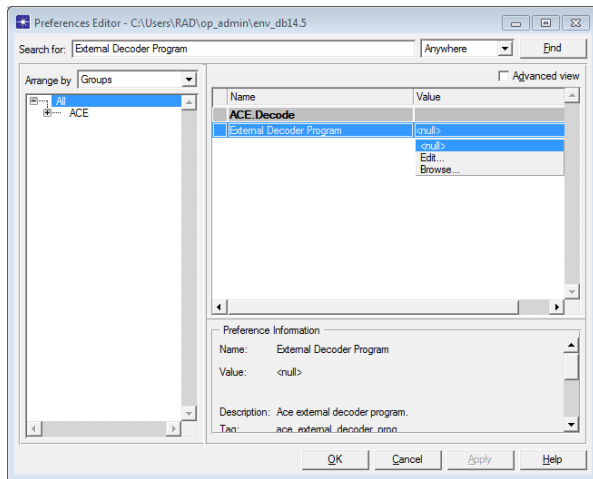 Preferences Editor - C:\Users\RAD\op_admin\env_db14.5
Search for: External Decoder Program Anywhere Find
Arrange by Groups Advanced view
All
ACE
Name Value
ACE.Decode
External Decoder Program <null>
<null>
Edit...
Browse...
Preference Information
Name: External Decoder Program
Value: <null>
Description: Ace external decoder program.
Tag: ace_external_decoder_prog
OK Cancel Apply Help